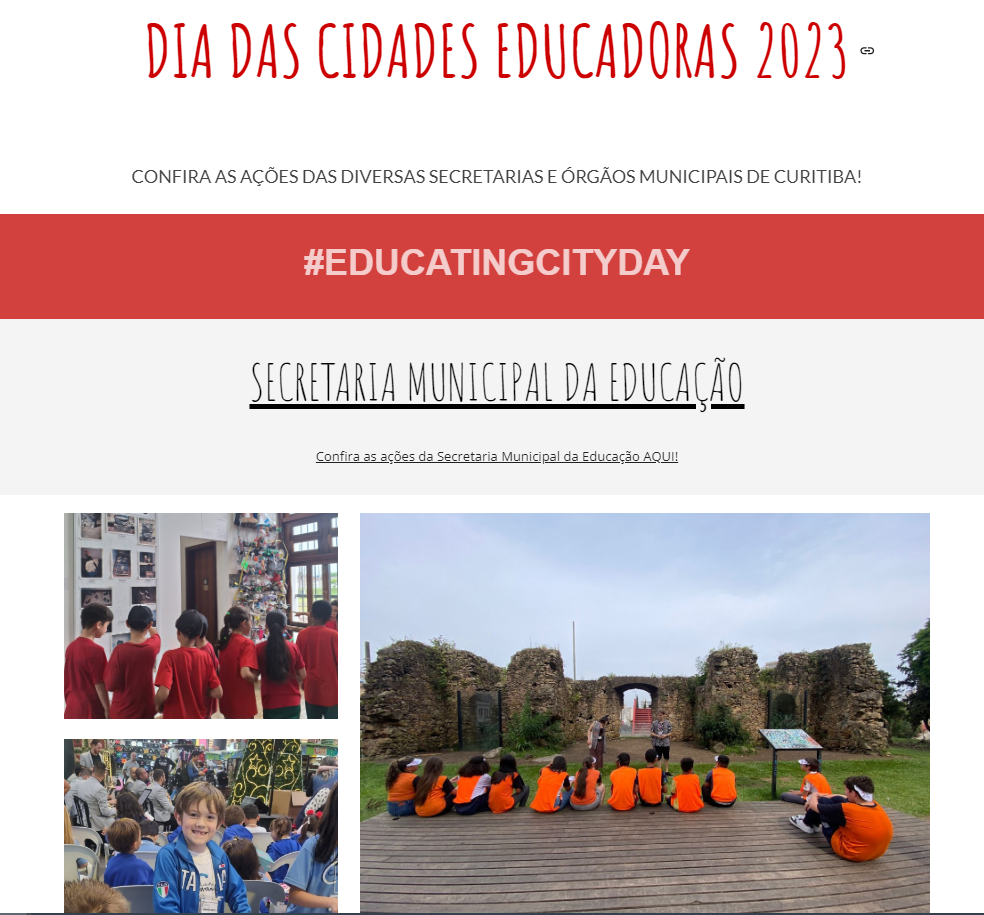 DIA DAS CIDADES EDUCADORAS 2023
CONFIRA AS AÇÕES DAS DIVERSAS SECRETARIAS E ÓRGÃOS MUNICIPAIS DE CURITIBA!
#EDUCATINGCITYDAY
SECRETARIA MUNICIPAL DA EDUCAÇÃO
Confira as ações da Secretaria Municipal da Educação AQUI!